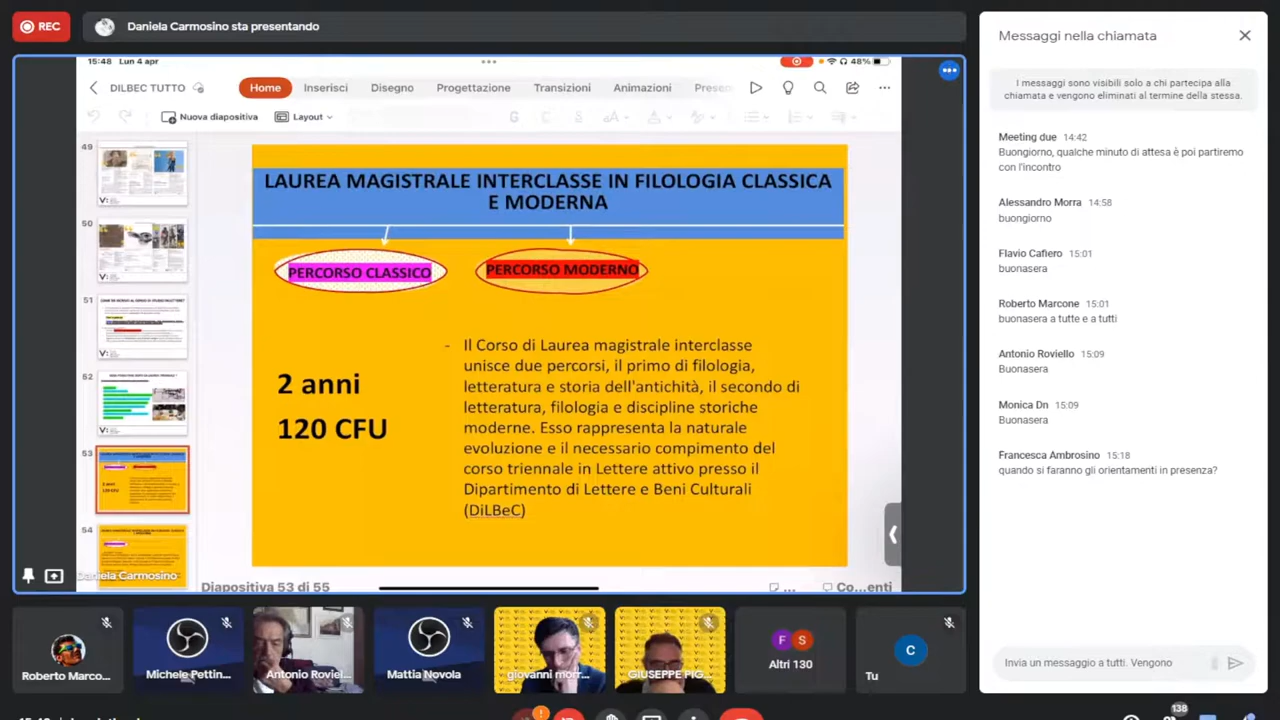 REC
Daniela Carmosino sta presentando
15:48 Lun 4 apr
48%
DILBEC TUTTO
Home
Inserisci
Disegno
Progettazione
Transizioni
Animazioni
Nuova diapositiva
Layout
49
50
51
52
53
54
LAUREA MAGISTRALE INTERCLASSE IN FILOLOGIA CLASSICA
E MODERNA
PERCORSO CLASSICO
PERCORSO MODERNO
2 anni
120 CFU
- Il Corso di Laurea magistrale interclasse
unisce due percorsi, il primo di filologia,
letteratura e storia dell'antichità, il secondo di
letteratura, filologia e discipline storiche
moderne. Esso rappresenta la naturale
evoluzione e il necessario compimento del
corso triennale in Lettere attivo presso il
Dipartimento di Lettere e Beni Culturali
(DiLBeC)
Daniela Carmosino
Diapositiva 53 di 55
Roberto Marco...
Michele Pettin...
Antonio Roviel...
Mattia Novola
giovanni morr...
GIUSEPPE PIG...
F S
Altri 130
C
Tu
Messaggi nella chiamata
I messaggi sono visibili solo a chi partecipa alla
chiamata e vengono eliminati al termine della stessa.
Meeting due 14:42
Buongiorno, qualche minuto di attesa è poi partiremo
con l'incontro
Alessandro Morra 14:58
buongiorno
Flavio Cafiero 15:01
buonasera
Roberto Marcone 15:01
buonasera a tutte e a tutti
Antonio Roviello 15:09
Buonasera
Monica Dn 15:09
Buonasera
Francesca Ambrosino 15:18
quando si faranno gli orientamenti in presenza?
Invia un messaggio a tutti. Vengono
138